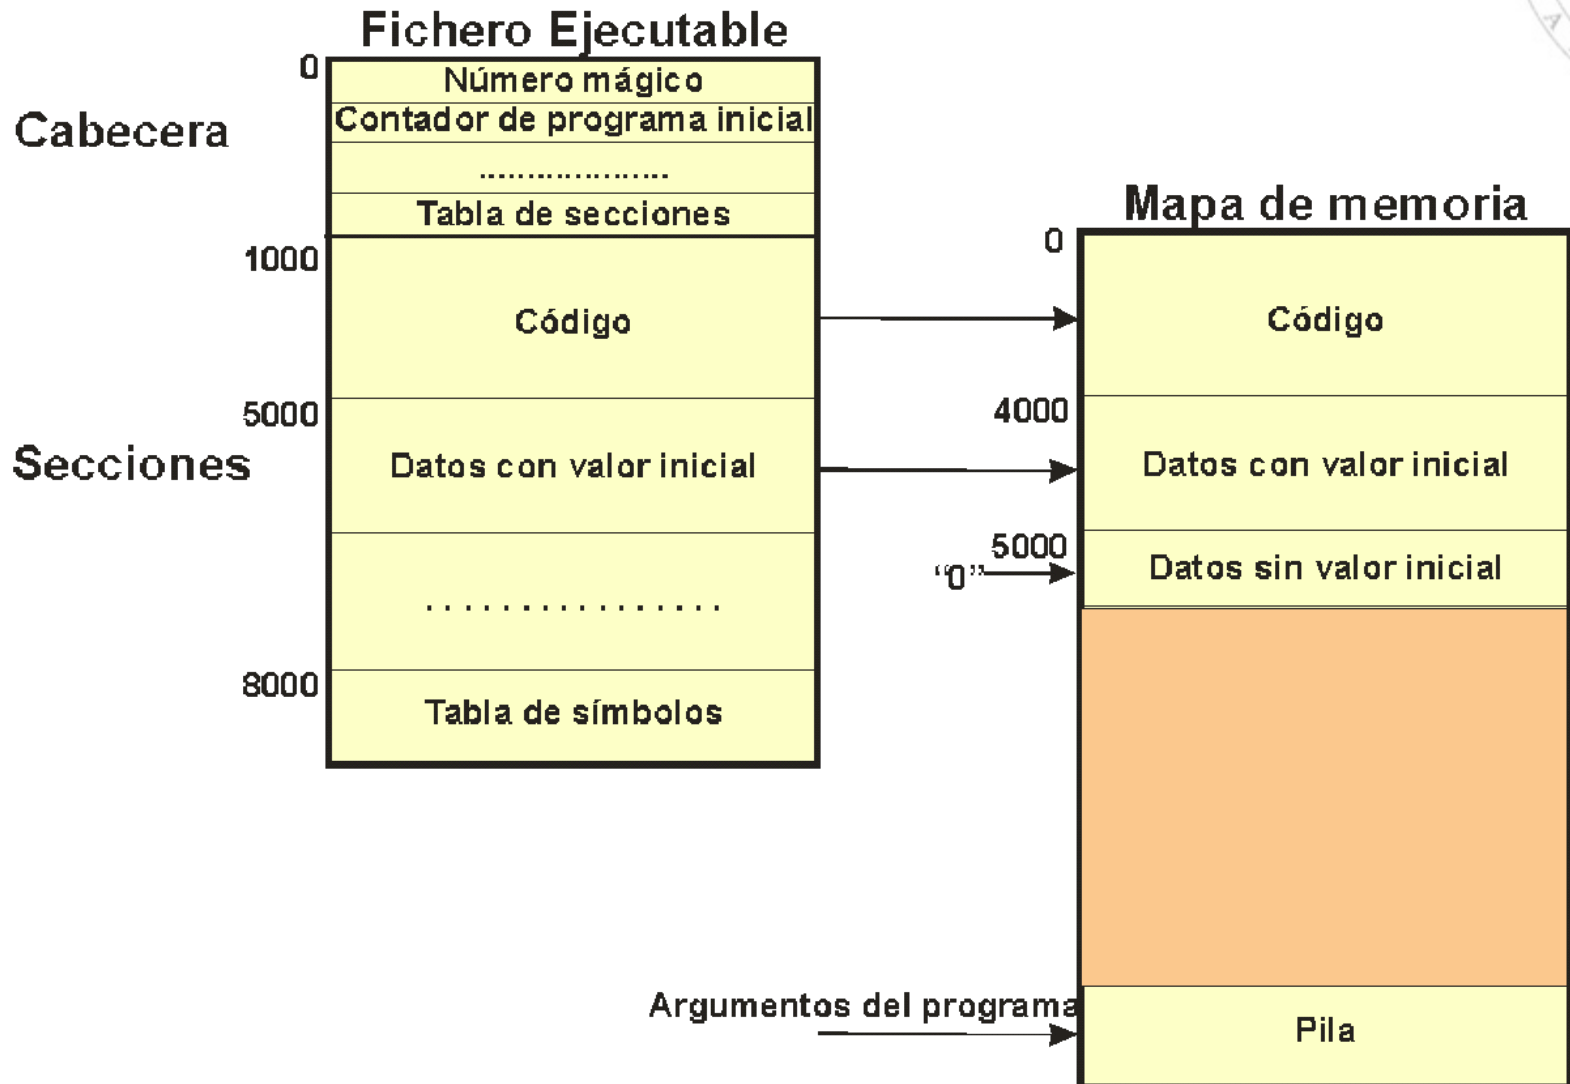 Fichero Ejecutable
0
Número mágico
Cabecera
Contador de programa inicial
....................
Tabla de secciones
1000
Código
5000
Secciones
Datos con valor inicial
. . . . . . . . . . . . . . . .
8000
Tabla de símbolos
Mapa de memoria
0
Código
4000
Datos con valor inicial
5000
“0”
Datos sin valor inicial
Argumentos del programa
Pila